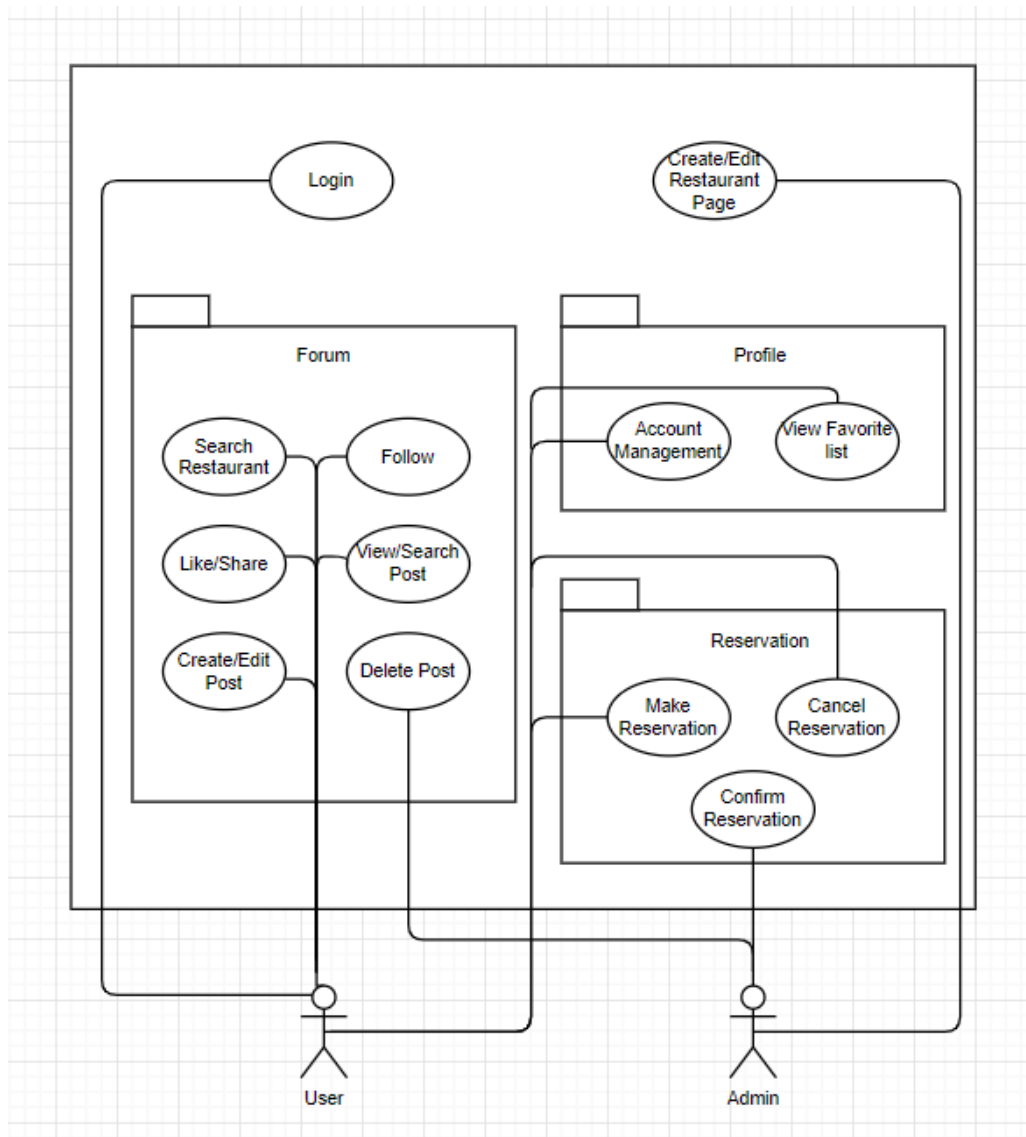 Login
Create/Edit
Restaurant
Page
Forum
Search
Restaurant
Follow
Like/Share
View/Search
Post
Create/Edit
Post
Delete Post
Profile
Account
Management
View Favorite
list
Reservation
Make
Reservation
Cancel
Reservation
Confirm
Reservation
User
Admin